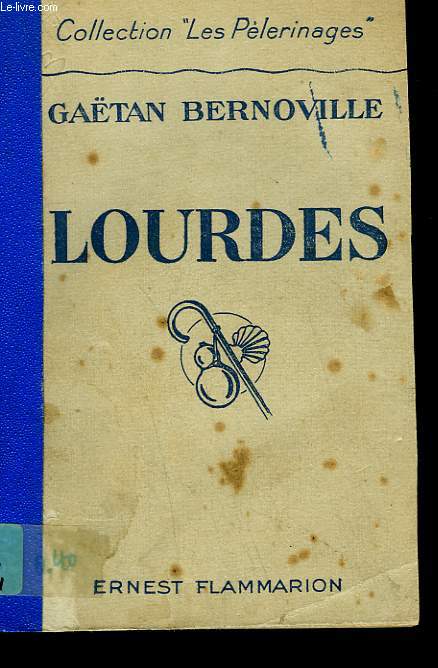 Le-livre.com
Collection "Les Pèlerinages"
GAËTAN BERNOVILLE
LOURDES
ERNEST FLAMMARION